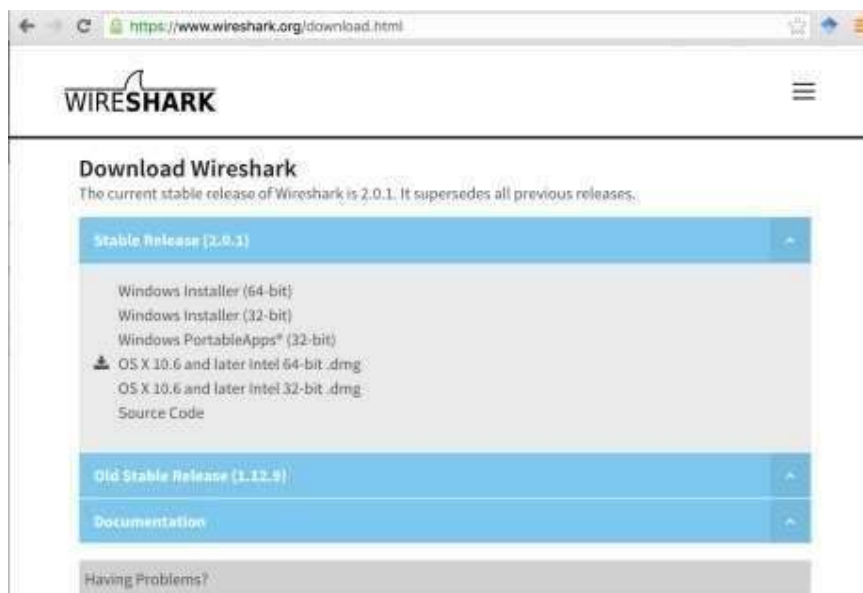 https://www.wireshark.org/download.html
WIRESHARK
Download Wireshark
The current stable release of Wireshark is 2.0.1. It supersedes all previous releases.
Stable Release (2.0.1)
Windows Installer (64-bit)
Windows Installer (32-bit)
Windows PortableApps® (32-bit)
OS X 10.6 and later Intel 64-bit .dmg
OS X 10.6 and later Intel 32-bit .dmg
Source Code
Old Stable Release (1.12.9)
Documentation
Having Problems?